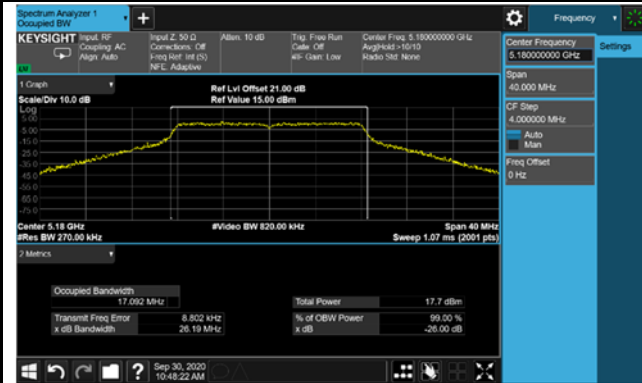 Spectrum Analyzer 1
Occupied BW
+
Frequency
KEYSIGHT
Input: RF
Coupling: AC
Align: Auto
Input Z: 50 Ω
Corrections: Off
Freq Ref: Int (S)
NFE: Adaptive
Atten: 10 dB
Trig: Free Run
Gate: Off
#IF Gain: Low
Center Freq: 5.180000000 GHz
Avg|Hold:>10/10
Radio Std: None
Center Frequency
5.180000000 GHz
Settings
Span
40.000 MHz
CF Step
4.000000 MHz
Auto
Man
Freq Offset
0 Hz
1 Graph
Scale/Div 10.0 dB
Ref Lvl Offset 21.00 dB
Ref Value 15.00 dBm
Log
5.00
-5.00
-15.0
-25.0
-35.0
-45.0
-55.0
-65.0
-75.0
Center 5.18 GHz
#Res BW 270.00 kHz
#Video BW 820.00 kHz
Span 40 MHz
Sweep 1.07 ms (2001 pts)
2 Metrics
Occupied Bandwidth
17.092 MHz
Total Power 17.7 dBm
Transmit Freq Error 8.802 kHz
% of OBW Power 99.00 %
x dB Bandwidth 26.19 MHz
x dB -26.00 dB
?
Sep 30, 2020
10:48:22 AM